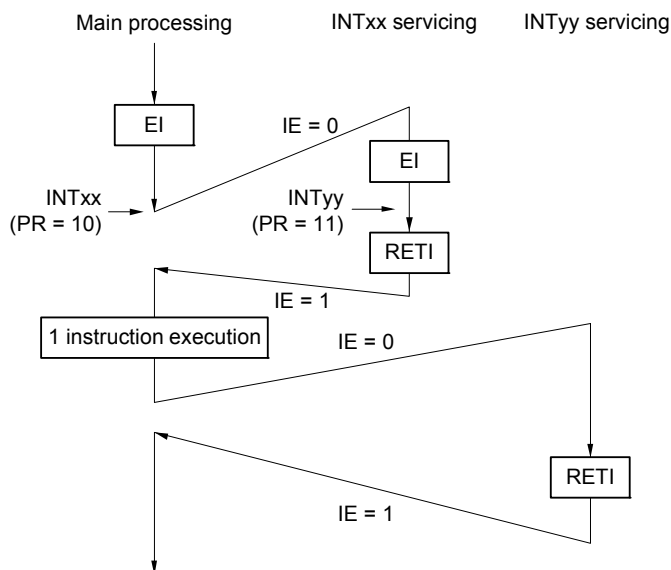 Main processing
INTxx servicing
INTyy servicing
EI
IE = 0
EI
INTxx
(PR = 10)
INTyy
(PR = 11)
RETI
IE = 1
1 instruction execution
IE = 0
RETI
IE = 1